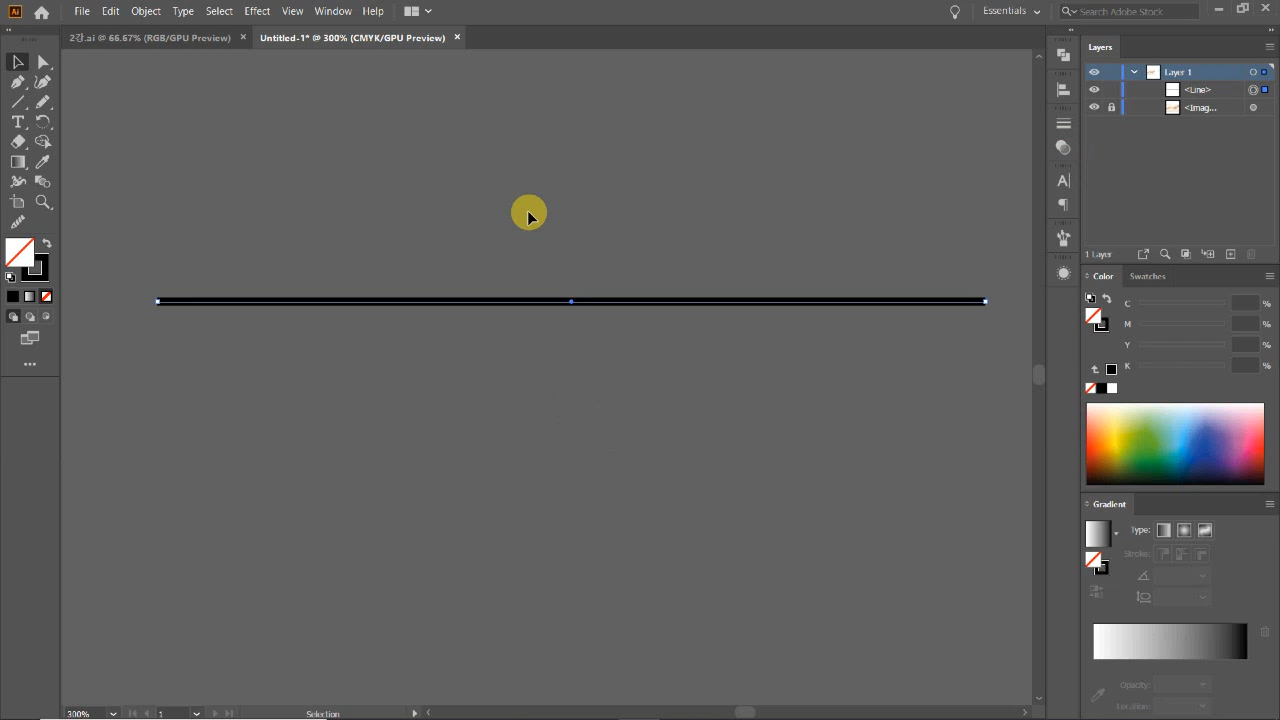 Ai File Edit Object Type Select Effect View Window Help Essentials Search Adobe Stock
2강.ai @ 66.67% (RGB/GPU Preview) × Untitled-1* @ 300% (CMYK/GPU Preview) ×
Layers
Layer 1
<Line>
<Imag...
1 Layer
Color Swatches
C %
M %
Y %
K %
Gradient
Type:
Stroke:
Opacity:
Location:
300% 1 Selection